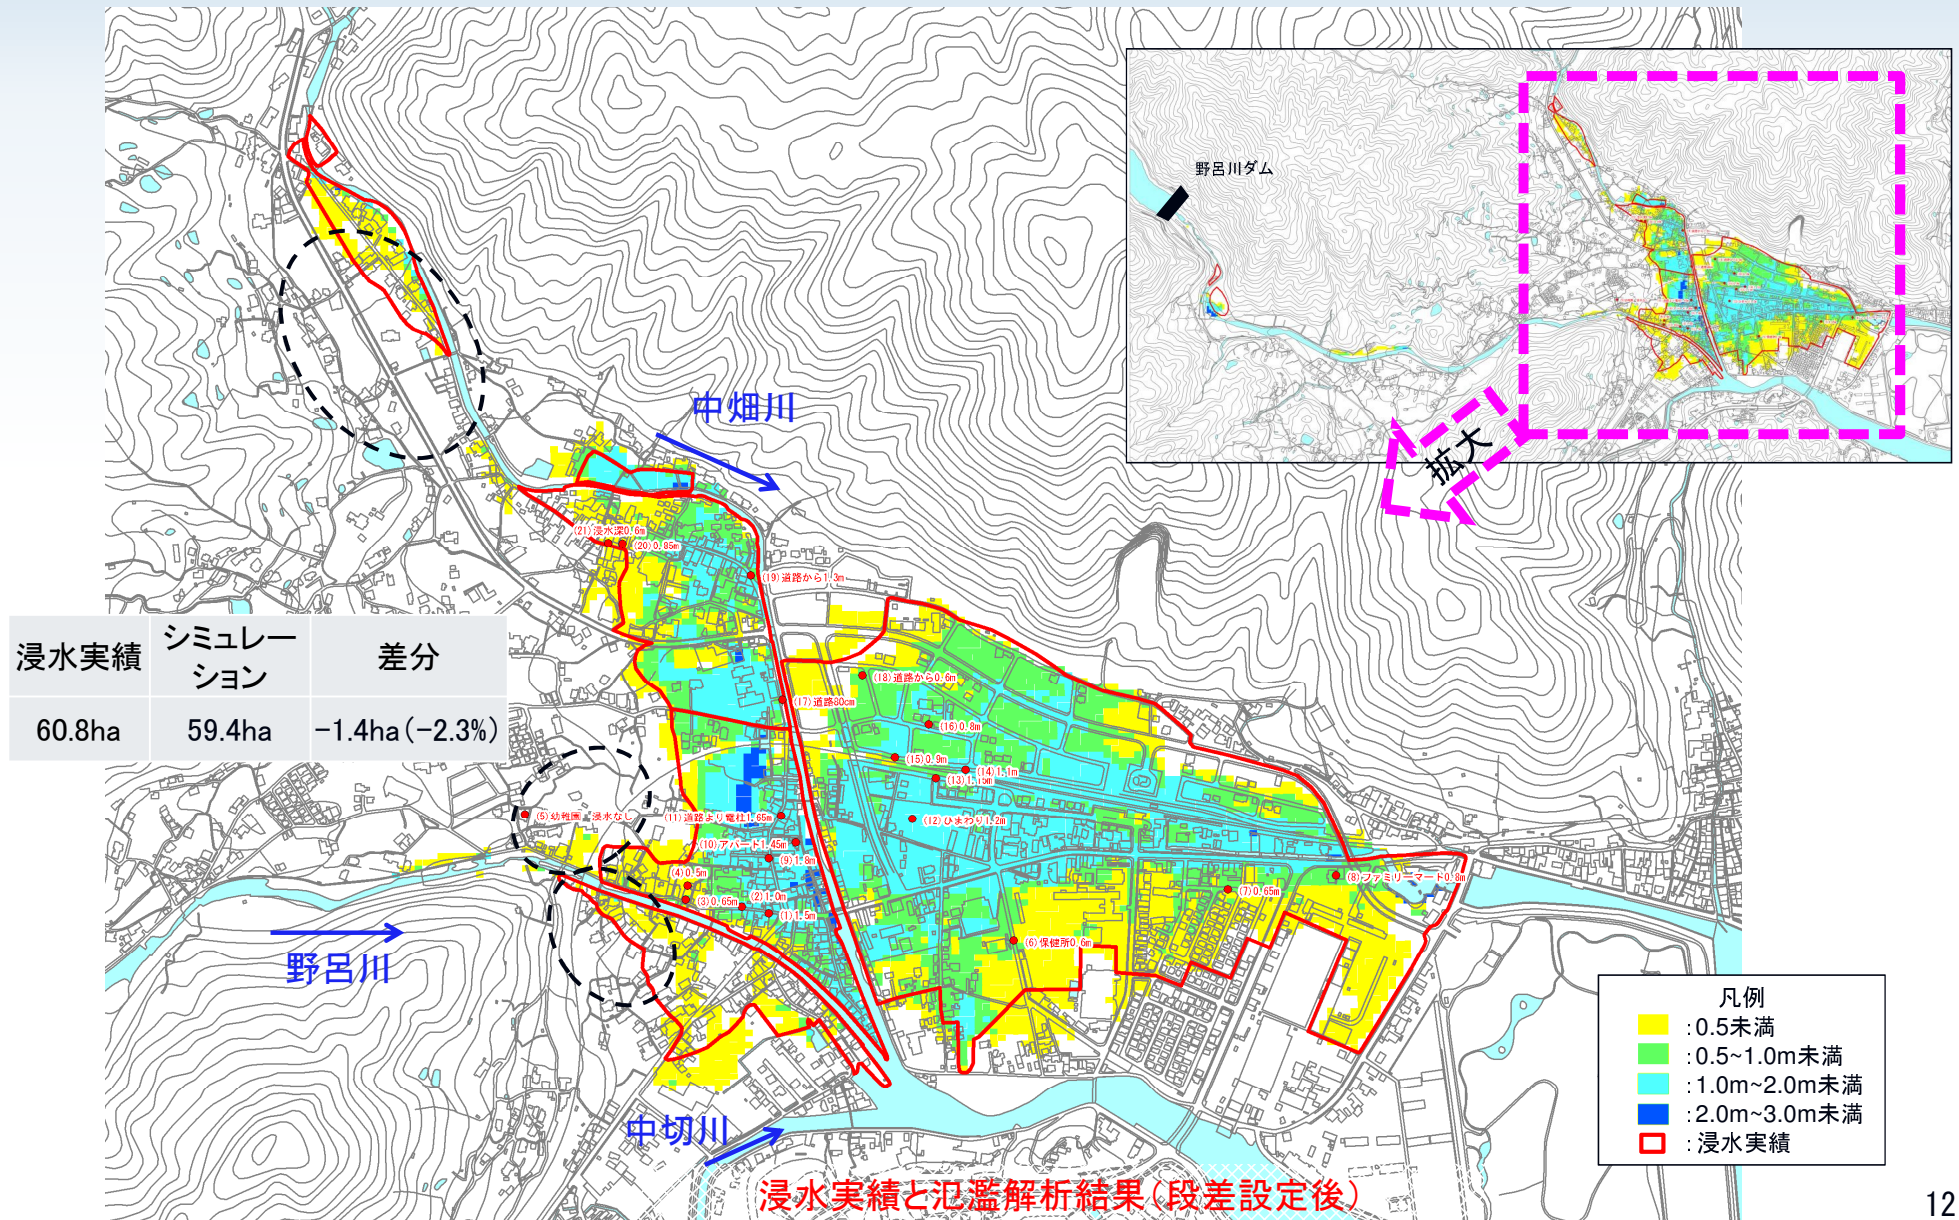 野呂川ダム
拡大
中畑川
(21)浸水深0.6m
(20)0.85m
(19)道路から1.3m
浸水実績
シミュレーション
差分
60.8ha
59.4ha
-1.4ha(-2.3%)
(18)道路から0.6m
(17)道路80cm
(16)0.8m
(15)0.9m
(14)1.1m
(13)1.15m
(5)幼稚園 浸水なし
(11)道路より電柱1.65m
(12)ひまわり1.2m
(10)アパート1.45m
(9)1.8m
(4)0.5m
(8)ファミリーマート0.8m
(3)0.65m
(2)1.0m
(7)0.65m
(1)1.5m
(6)保健所0.6m
野呂川
凡例
:0.5未満
:0.5~1.0m未満
:1.0m~2.0m未満
:2.0m~3.0m未満
:浸水実績
中切川
浸水実績と氾濫解析結果(段差設定後)
12